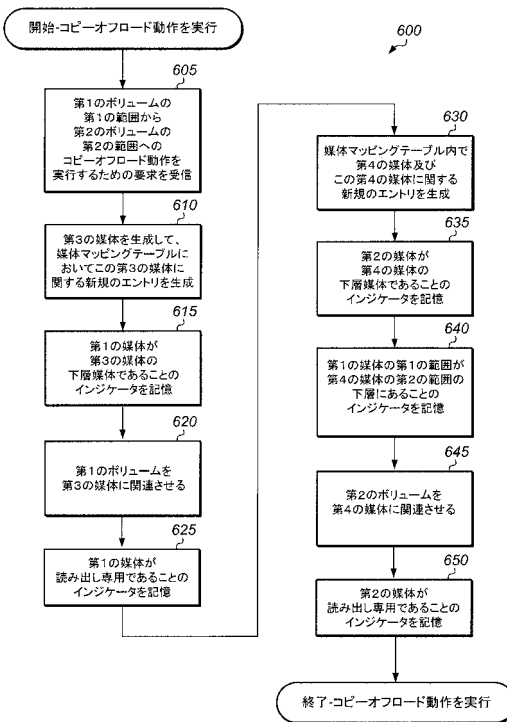 開始-コピーオフロード動作を実行
600
605
第1のボリュームの
第1の範囲から
第2のボリュームの
第2の範囲への
コピーオフロード動作を
実行するための要求を受信
610
第3の媒体を生成して、
媒体マッピングテーブルに
おいてこの第3の媒体に
関する新規のエントリを生成
615
第1の媒体が
第3の媒体の
下層媒体であることの
インジケータを記憶
620
第1のボリュームを
第3の媒体に関連させる
625
第1の媒体が
読み出し専用であることの
インジケータを記憶
630
媒体マッピングテーブル内で
第4の媒体及び
この第4の媒体に関する
新規のエントリを生成
635
第2の媒体が
第4の媒体の
下層媒体であることの
インジケータを記憶
640
第1の媒体の第1の範囲が
第4の媒体の第2の範囲の
下層にあることの
インジケータを記憶
645
第2のボリュームを
第4の媒体に関連させる
650
第2の媒体が
読み出し専用であることの
インジケータを記憶
終了-コピーオフロード動作を実行